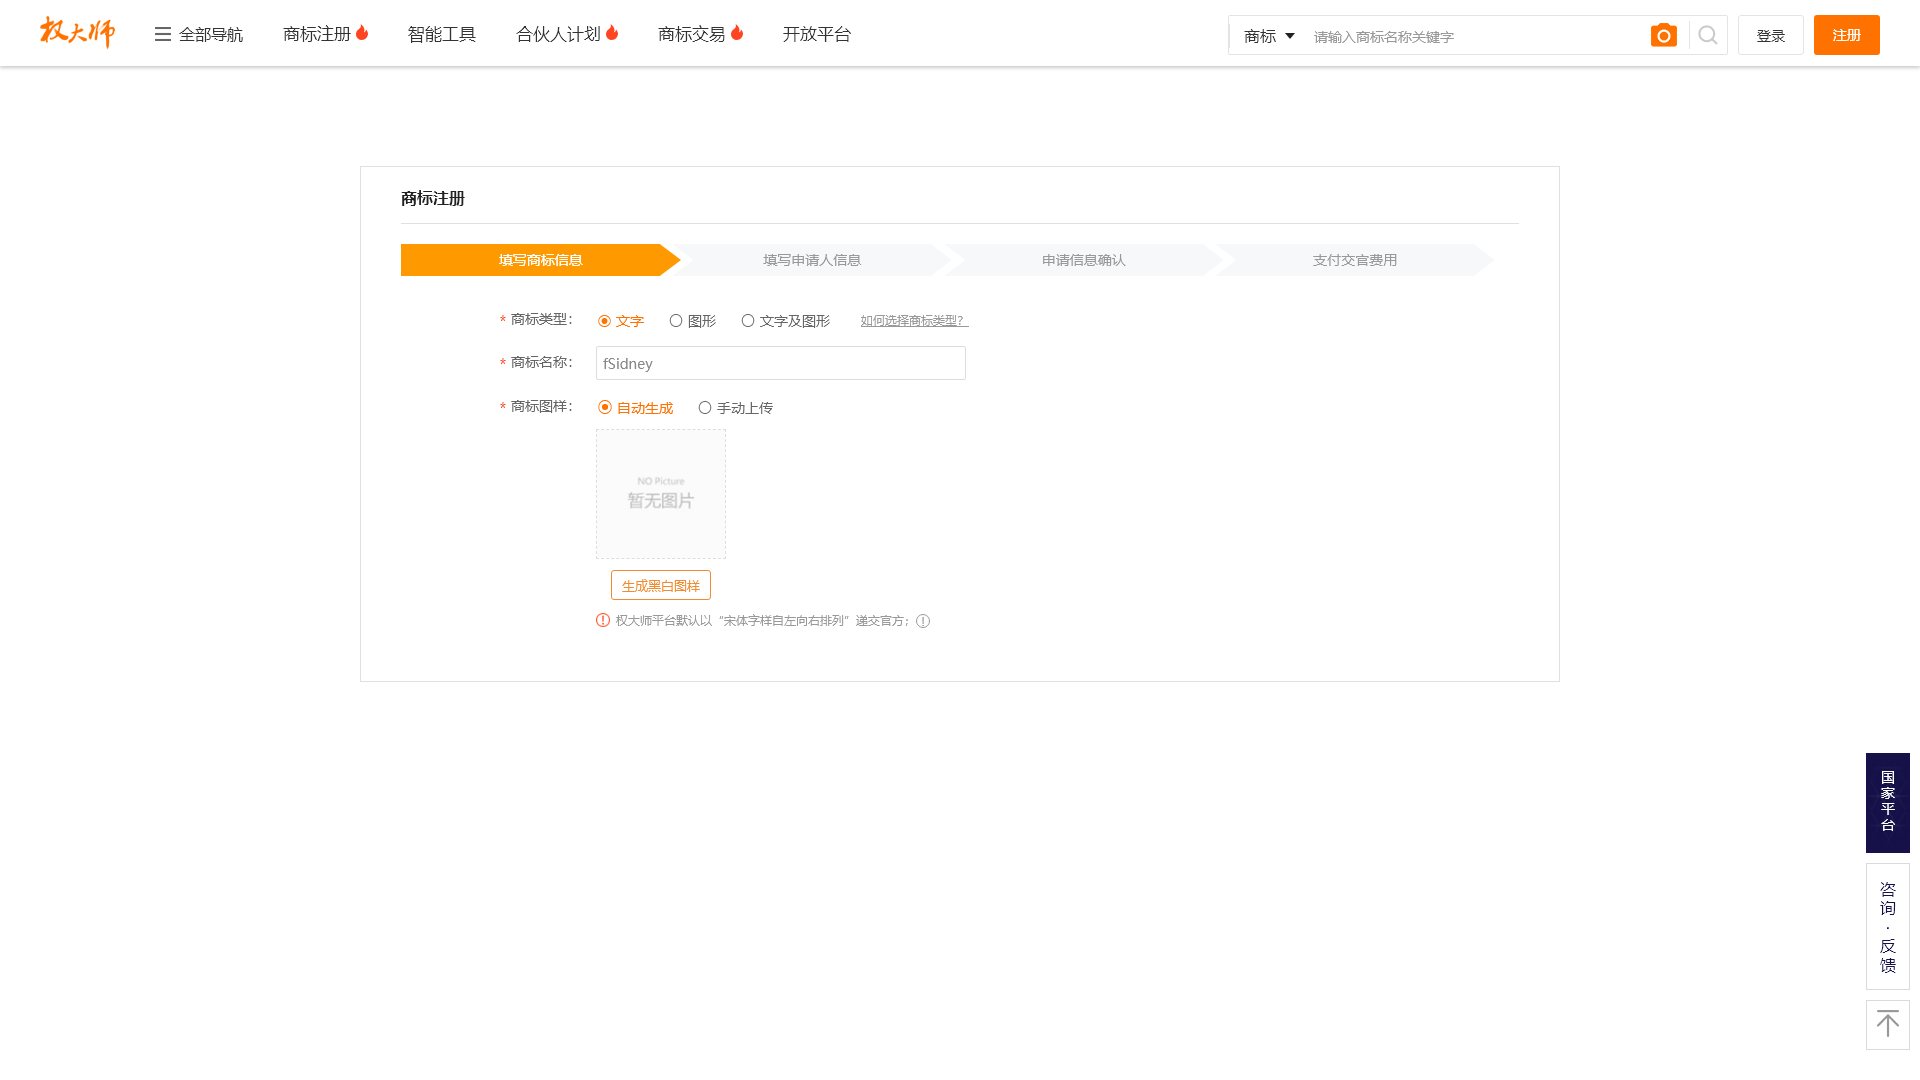 权大师
全部导航
商标注册
智能工具
合伙人计划
商标交易
开放平台
商标
请输入商标名称关键字
登录
注册
商标注册
填写商标信息
填写申请人信息
申请信息确认
支付交官费用
* 商标类型：
文字
图形
文字及图形
如何选择商标类型？
* 商标名称：
fSidney
* 商标图样：
自动生成
手动上传
NO Picture
暂无图片
生成黑白图样
权大师平台默认以“宋体字样自左向右排列”递交官方；
国家平台
咨询·反馈